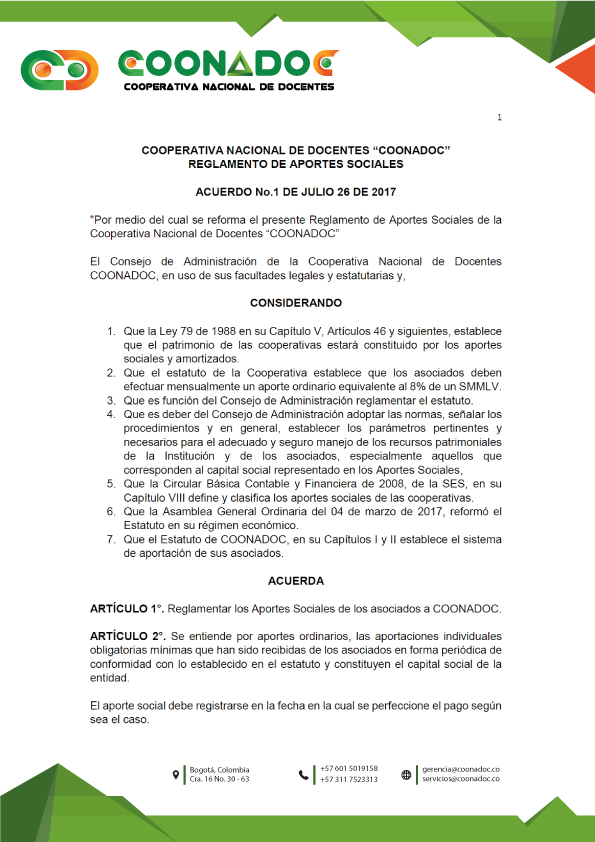 COONADOC
COOPERATIVA NACIONAL DE DOCENTES
1
COOPERATIVA NACIONAL DE DOCENTES “COONADOC”
REGLAMENTO DE APORTES SOCIALES
ACUERDO No.1 DE JULIO 26 DE 2017
"Por medio del cual se reforma el presente Reglamento de Aportes Sociales de la
Cooperativa Nacional de Docentes “COONADOC”
El Consejo de Administración de la Cooperativa Nacional de Docentes
COONADOC, en uso de sus facultades legales y estatutarias y,
CONSIDERANDO
1. Que la Ley 79 de 1988 en su Capítulo V, Artículos 46 y siguientes, establece
que el patrimonio de las cooperativas estará constituido por los aportes
sociales y amortizados.
2. Que el estatuto de la Cooperativa establece que los asociados deben
efectuar mensualmente un aporte ordinario equivalente al 8% de un SMMLV.
3. Que es función del Consejo de Administración reglamentar el estatuto.
4. Que es deber del Consejo de Administración adoptar las normas, señalar los
procedimientos y en general, establecer los parámetros pertinentes y
necesarios para el adecuado y seguro manejo de los recursos patrimoniales
de la Institución y de los asociados, especialmente aquellos que
corresponden al capital social representado en los Aportes Sociales,
5. Que la Circular Básica Contable y Financiera de 2008, de la SES, en su
Capítulo VIII define y clasifica los aportes sociales de las cooperativas.
6. Que la Asamblea General Ordinaria del 04 de marzo de 2017, reformó el
Estatuto en su régimen económico.
7. Que el Estatuto de COONADOC, en su Capítulos I y II establece el sistema
de aportación de sus asociados.
ACUERDA
ARTÍCULO 1°. Reglamentar los Aportes Sociales de los asociados a COONADOC.
ARTÍCULO 2°. Se entiende por aportes ordinarios, las aportaciones individuales
obligatorias mínimas que han sido recibidas de los asociados en forma periódica de
conformidad con lo establecido en el estatuto y constituyen el capital social de la
entidad.
El aporte social debe registrarse en la fecha en la cual se perfeccione el pago según
sea el caso.
Bogotá, Colombia
Cra. 16 No. 30 - 63
+57 601 5019158
+57 311 7523313
gerencia@coonadoc.co
servicios@coonadoc.co